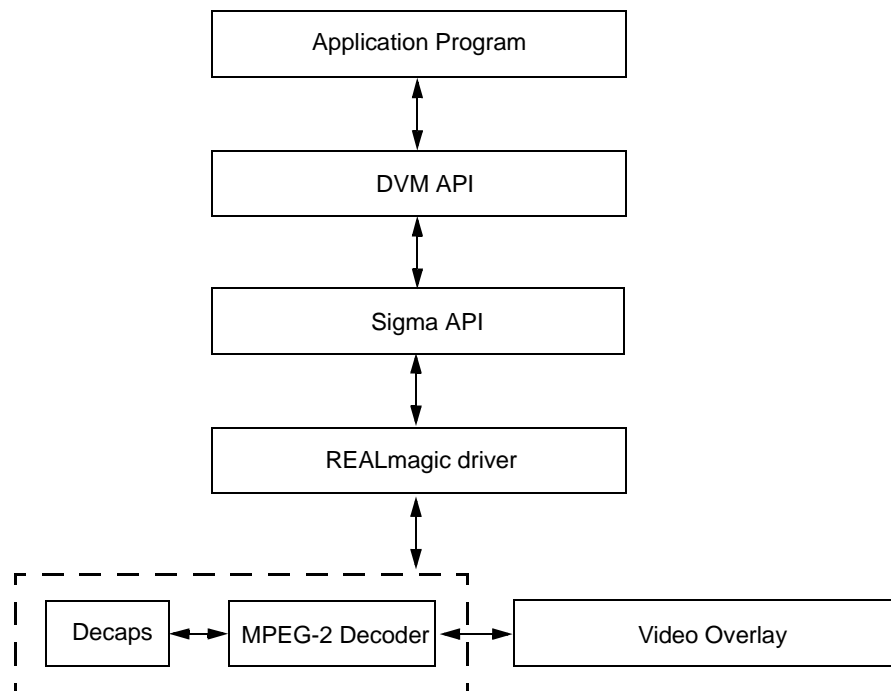 Application Program
DVM API
Sigma API
REALmagic driver
Decaps
MPEG-2 Decoder
Video Overlay